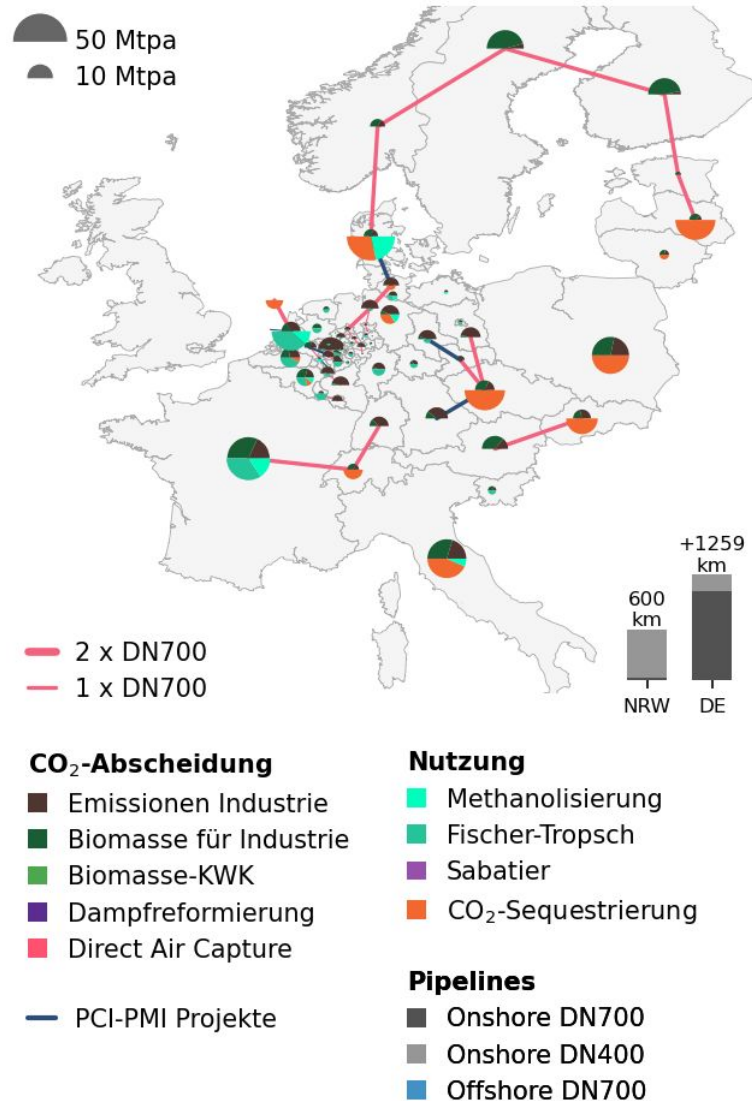 50 Mtpa
10 Mtpa
+1259
km
600
km
NRW
DE
2 x DN700
1 x DN700
CO₂-Abscheidung
Emissionen Industrie
Biomasse für Industrie
Biomasse-KWK
Dampfreformierung
Direct Air Capture
PCI-PMI Projekte
Nutzung
Methanolisierung
Fischer-Tropsch
Sabatier
CO₂-Sequestrierung
Pipelines
Onshore DN700
Onshore DN400
Offshore DN700